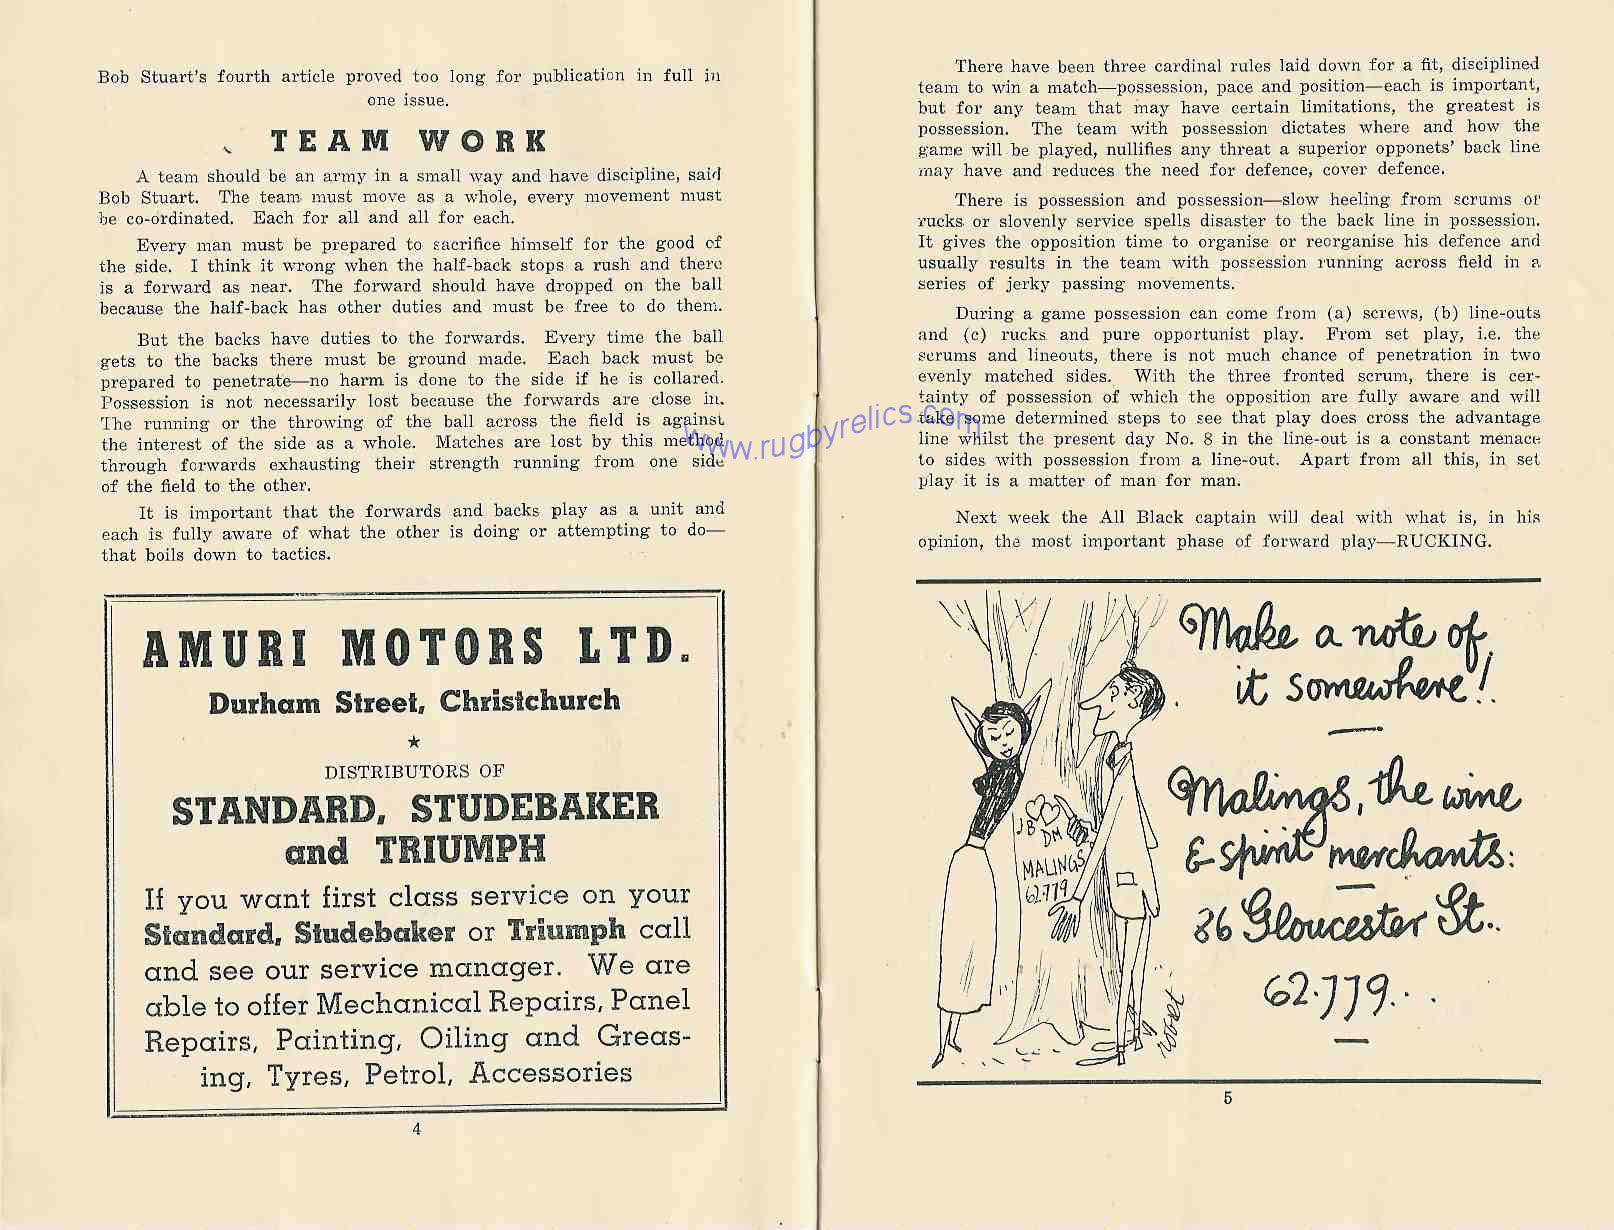 Bob Stuart's fourth article proved too long for publication in full in
one issue.
TEAM WORK
A team should be an army in a small way and have discipline, said
Bob Stuart. The team must move as a whole, every movement must
be co-ordinated. Each for all and all for each.
Every man must be prepared to sacrifice himself for the good of
the side. I think it wrong when the half-back stops a rush and there
is a forward as near. The forward should have dropped on the ball
because the half-back has other duties and must be free to do them.
But the backs have duties to the forwards. Every time the ball
gets to the backs there must be ground made. Each back must be
prepared to penetrate—no harm is done to the side if he is collared.
Possession is not necessarily lost because the forwards are close in.
The running or the throwing of the ball across the field is against
the interest of the side as a whole. Matches are lost by this method
through forwards exhausting their strength running from one side
of the field to the other.
It is important that the forwards and backs play as a unit and
each is fully aware of what the other is doing or attempting to do—
that boils down to tactics.
AMURI MOTORS LTD.
Durham Street, Christchurch
★
DISTRIBUTORS OF
STANDARD, STUDEBAKER
and TRIUMPH
If you want first class service on your
Standard, Studebaker or Triumph call
and see our service manager. We are
able to offer Mechanical Repairs, Panel
Repairs, Painting, Oiling and Greas-
ing, Tyres, Petrol, Accessories
4
There have been three cardinal rules laid down for a fit, disciplined
team to win a match—possession, pace and position—each is important,
but for any team that may have certain limitations, the greatest is
possession. The team with possession dictates where and how the
game will be played, nullifies any threat a superior opponets' back line
may have and reduces the need for defence, cover defence.
There is possession and possession—slow heeling from scrums or
rucks or slovenly service spells disaster to the back line in possession.
It gives the opposition time to organise or reorganise his defence and
usually results in the team with possession running across field in a
series of jerky passing movements.
During a game possession can come from (a) screws, (b) line-outs
and (c) rucks and pure opportunist play. From set play, i.e. the
scrums and lineouts, there is not much chance of penetration in two
evenly matched sides. With the three fronted scrum, there is cer-
tainty of possession of which the opposition are fully aware and will
take some determined steps to see that play does cross the advantage
line whilst the present day No. 8 in the line-out is a constant menace
to sides with possession from a line-out. Apart from all this, in set
play it is a matter of man for man.
Next week the All Black captain will deal with what is, in his
opinion, the most important phase of forward play—RUCKING.
www.rugbyrelics.com
Make a note of
it somewhere!
Malings, the wine
& spirit merchants:
86 Gloucester St..
62.779...
JB
DM
MALINGS
62.779
5